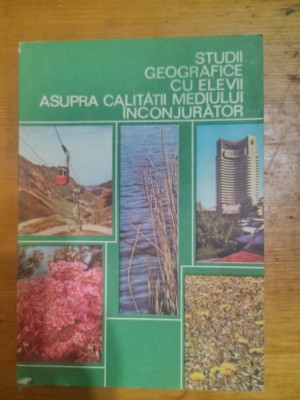 STUDII
GEOGRAFICE
CU ELEVII
ASUPRA CALITĂȚII MEDIULUI
ÎNCONJURĂTOR